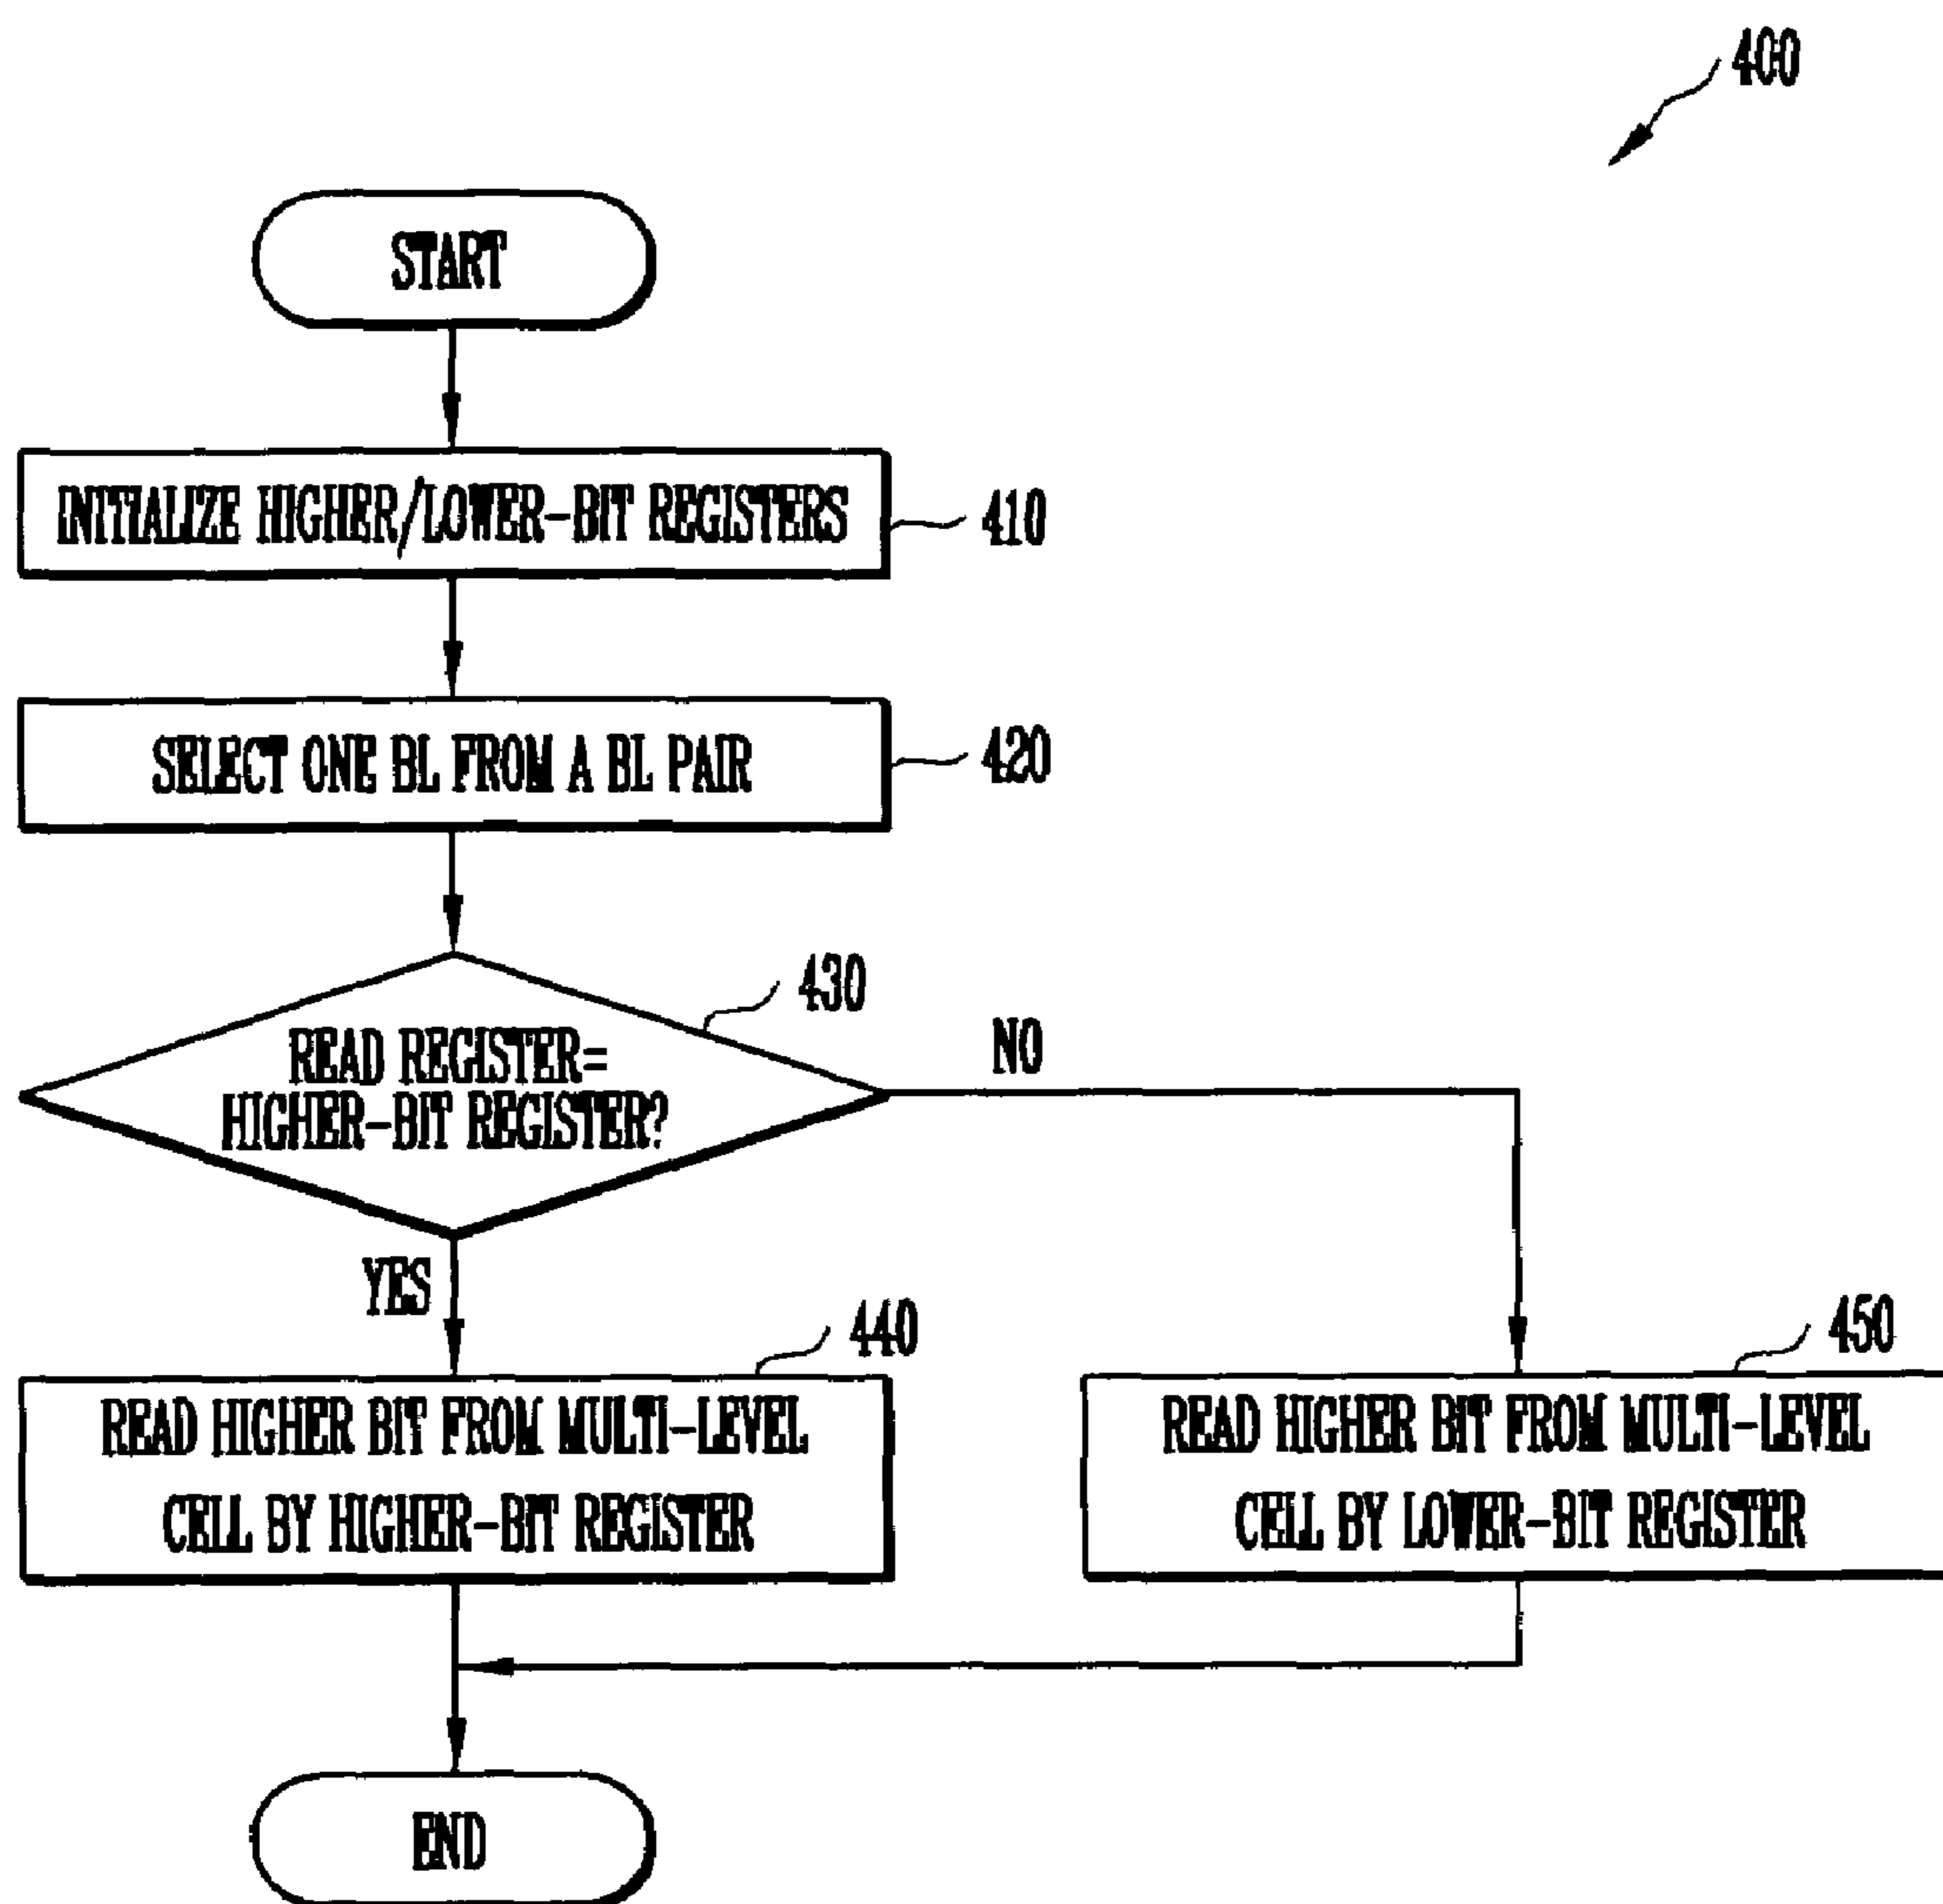 400
START
INITIALIZE HIGHER/LOWER-BIT REGISTERS
410
SELECT ONE BL FROM A BL PAIR
420
430
READ REGISTER=
HIGHER-BIT REGISTER?
NO
YES
440
READ HIGHER BIT FROM MULTI-LEVEL
CELL BY HIGHER-BIT REGISTER
450
READ HIGHER BIT FROM MULTI-LEVEL
CELL BY LOWER-BIT REGISTER
END